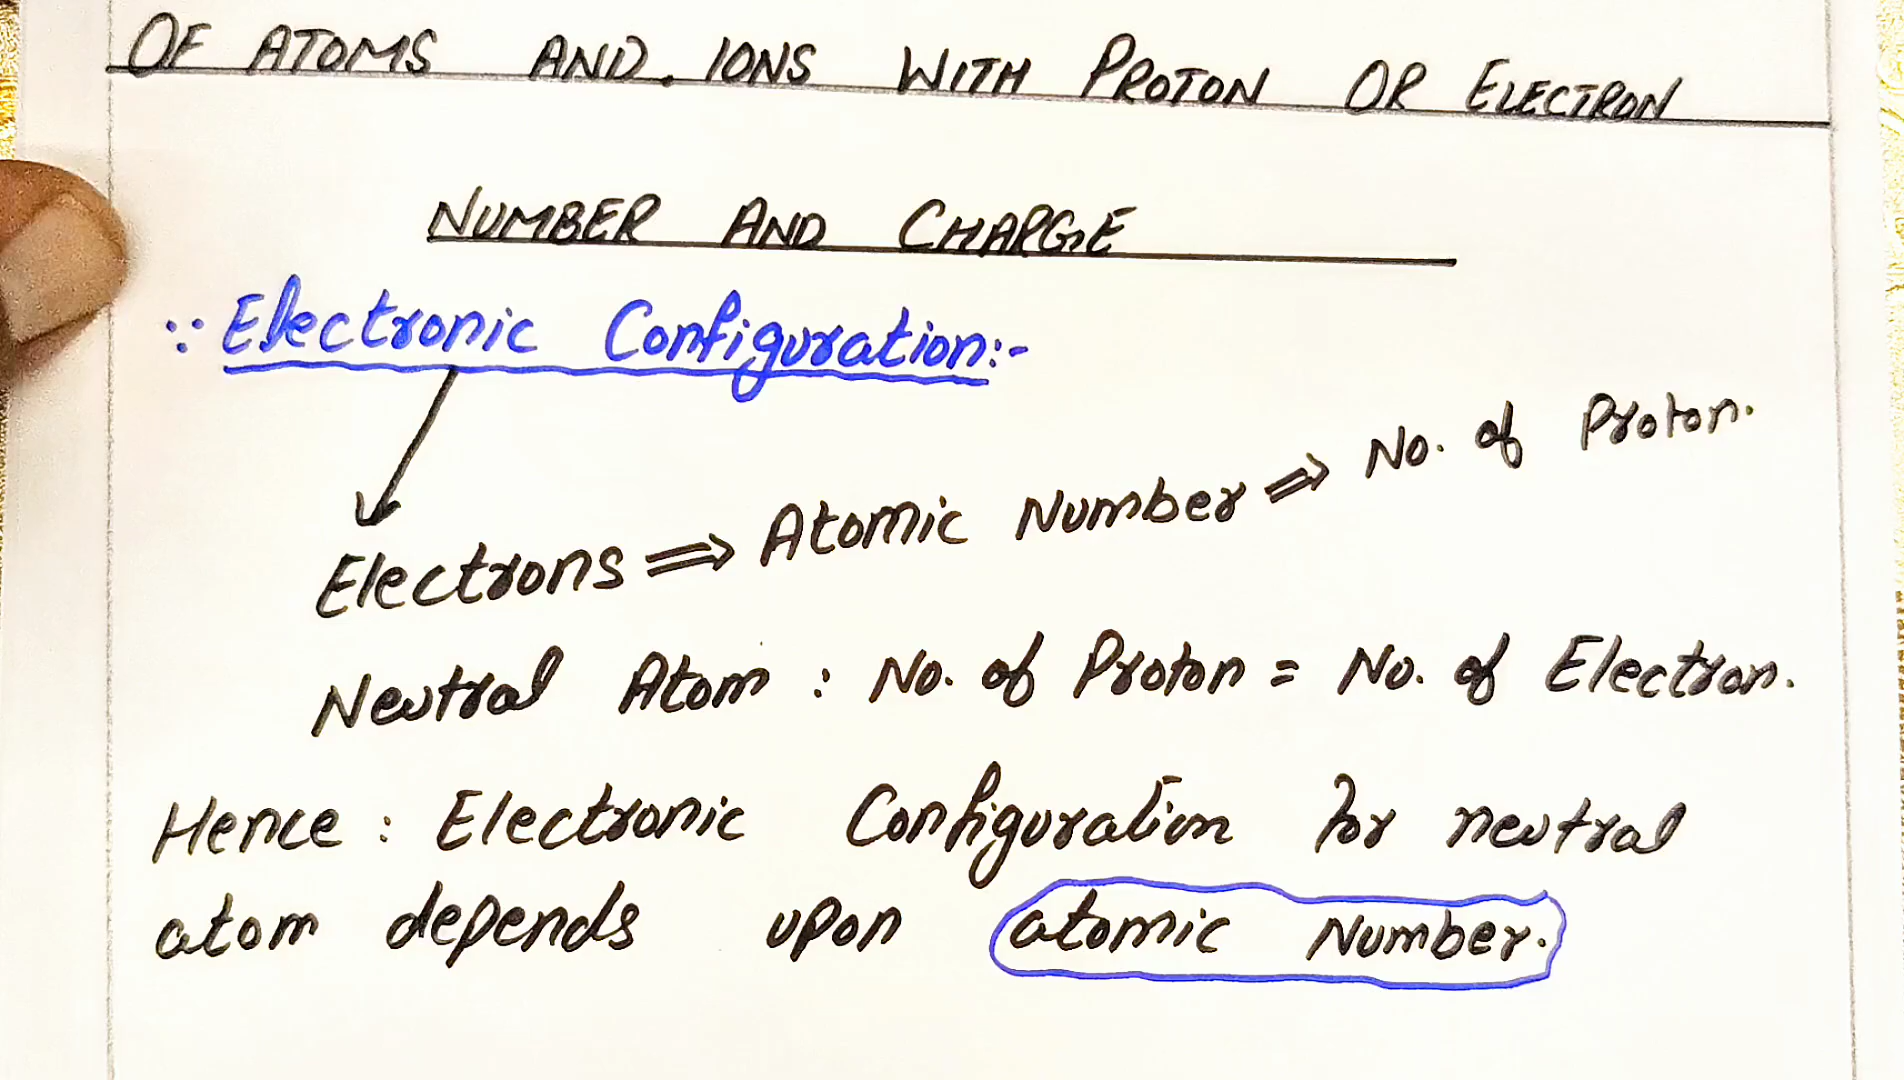 OF ATOMS AND. IONS WITH PROTON OR ELECTRON
NUMBER AND CHARGE
:: Electronic Configuration:-
Electrons ⇒ Atomic Number ⇒ No. of Proton.
Neutral Atom : No. of Proton = No. of Electron.
Hence : Electronic Configuration for neutral
atom depends upon atomic Number.